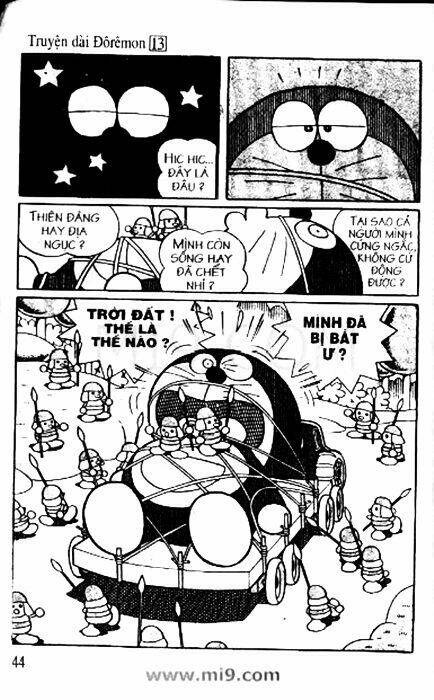 Truyện dài Đôrêmon 13
HIC HIC...
ĐÂY LÀ
ĐÂU ?
THIÊN ĐÀNG
HAY ĐỊA
NGỤC ?
MÌNH CÒN
SỐNG HAY
ĐÃ CHẾT
NHỈ ?
TẠI SAO CẢ
NGƯỜI MÌNH
CỨNG NGẮC,
KHÔNG CỬ
ĐỘNG
ĐƯỢC ?
TRỜI ĐẤT !
THẾ LÀ
THẾ NÀO ?
MÌNH ĐÃ
BỊ BẮT
Ư ?
44
www.mi9.com